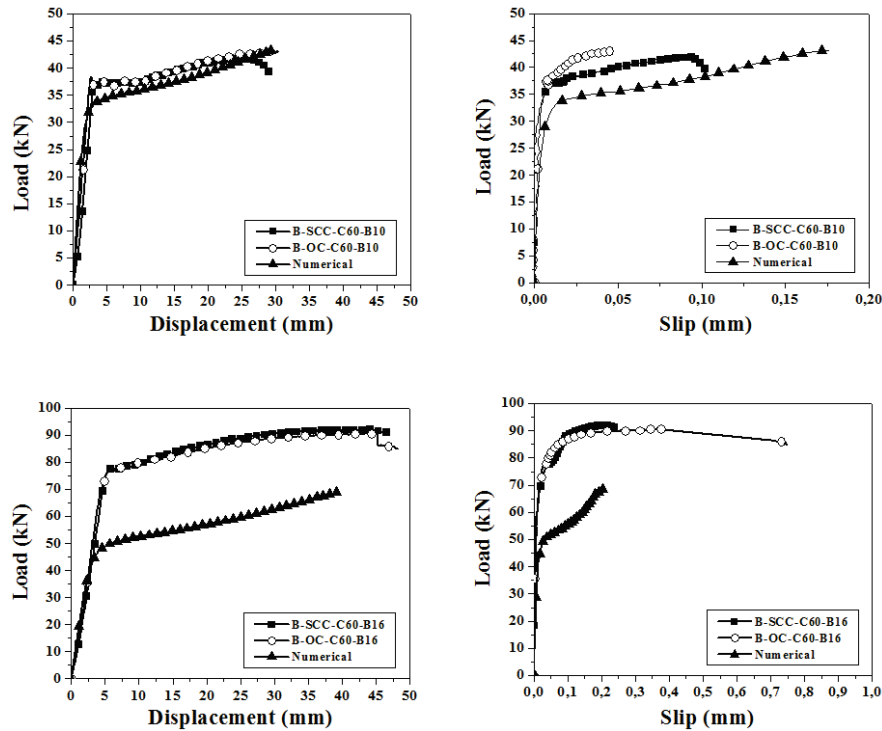 50
45
40
35
30
25
20
15
10
5
0
Load (kN)
0 5 10 15 20 25 30 35 40 45 50
Displacement (mm)
B-SCC-C60-B10
B-OC-C60-B10
Numerical
50
45
40
35
30
25
20
15
10
5
0
Load (kN)
0,00 0,05 0,10 0,15 0,20
Slip (mm)
B-SCC-C60-B10
B-OC-C60-B10
Numerical
100
90
80
70
60
50
40
30
20
10
0
Load (kN)
0 5 10 15 20 25 30 35 40 45 50
Displacement (mm)
B-SCC-C60-B16
B-OC-C60-B16
Numerical
100
90
80
70
60
50
40
30
20
10
0
Load (kN)
0,0 0,1 0,2 0,3 0,4 0,5 0,6 0,7 0,8 0,9 1,0
Slip (mm)
B-SCC-C60-B16
B-OC-C60-B16
Numerical